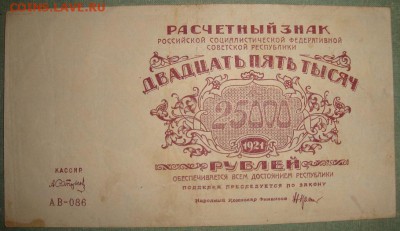 COINS.LAVE.RU
РАСЧЕТНЫЙ ЗНАК
РОССИЙСКОЙ СОЦИАЛИСТИЧЕСКОЙ ФЕДЕРАТИВНОЙ
СОВЕТСКОЙ РЕСПУБЛИКИ
ДВАДЦАТЬ ПЯТЬ ТЫСЯЧ
25000
1921
РУБЛЕЙ
ОБЕСПЕЧИВАЕТСЯ ВСЕМ ДОСТОЯНИЕМ РЕСПУБЛИКИ
ПОДДЕЛКА ПРЕСЛЕДУЕТСЯ ПО ЗАКОНУ
Народный Комиссар Финансов
КАССИР
АВ-086